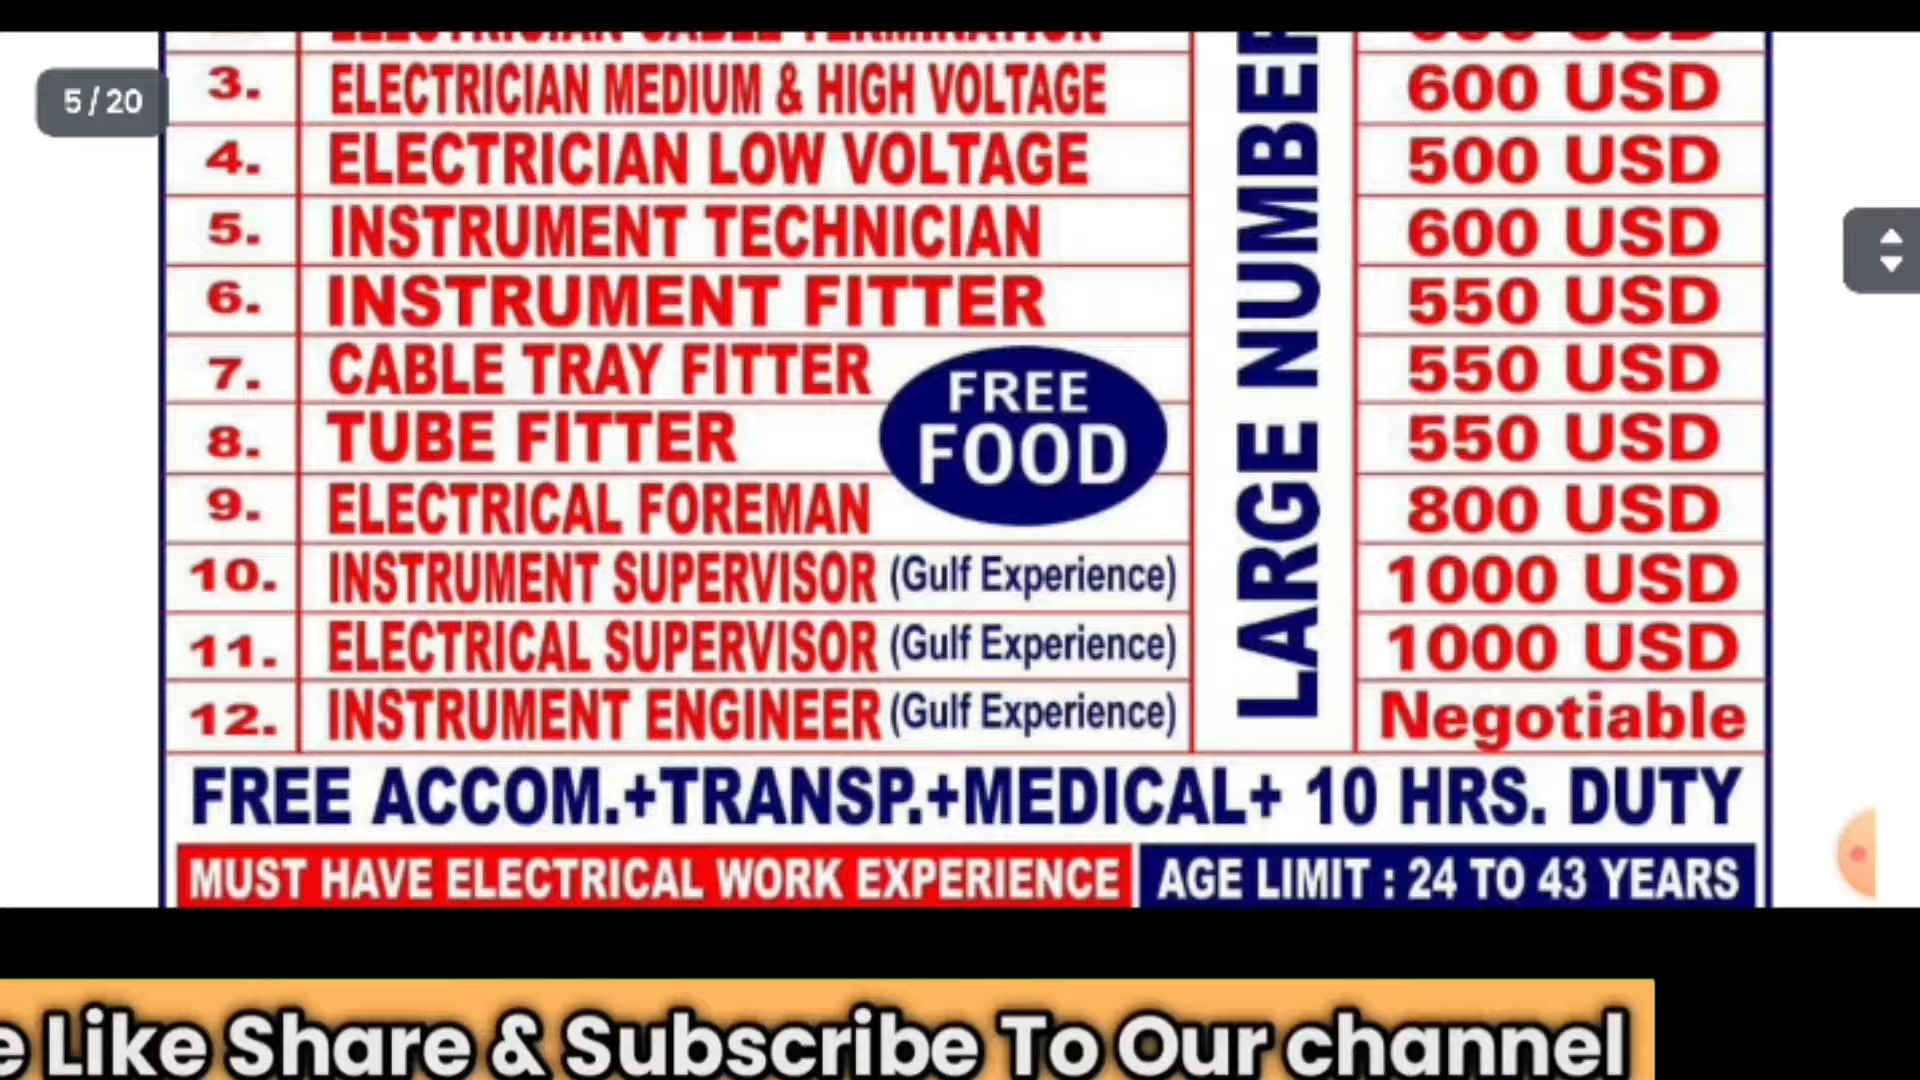 ELECTRICIAN CABLE TERMINATION
5 / 20
3. ELECTRICIAN MEDIUM & HIGH VOLTAGE 600 USD
4. ELECTRICIAN LOW VOLTAGE 500 USD
5. INSTRUMENT TECHNICIAN 600 USD
6. INSTRUMENT FITTER 550 USD
7. CABLE TRAY FITTER 550 USD
8. TUBE FITTER 550 USD
9. ELECTRICAL FOREMAN 800 USD
10. INSTRUMENT SUPERVISOR (Gulf Experience) 1000 USD
11. ELECTRICAL SUPERVISOR (Gulf Experience) 1000 USD
12. INSTRUMENT ENGINEER (Gulf Experience) Negotiable
FREE
FOOD
LARGE NUMBER
FREE ACCOM.+TRANSP.+MEDICAL+ 10 HRS. DUTY
MUST HAVE ELECTRICAL WORK EXPERIENCE
AGE LIMIT : 24 TO 43 YEARS
e Like Share & Subscribe To Our channel